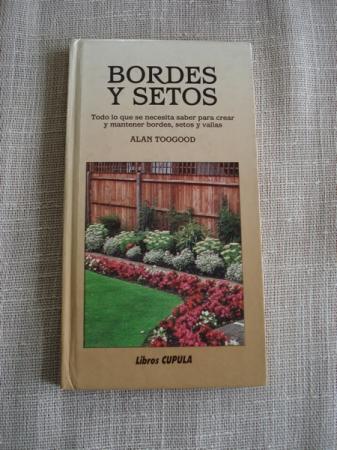 BORDES
Y SETOS
Todo lo que se necesita saber para crear
y mantener bordes, setos y vallas
ALAN TOOGOOD
Libros CUPULA